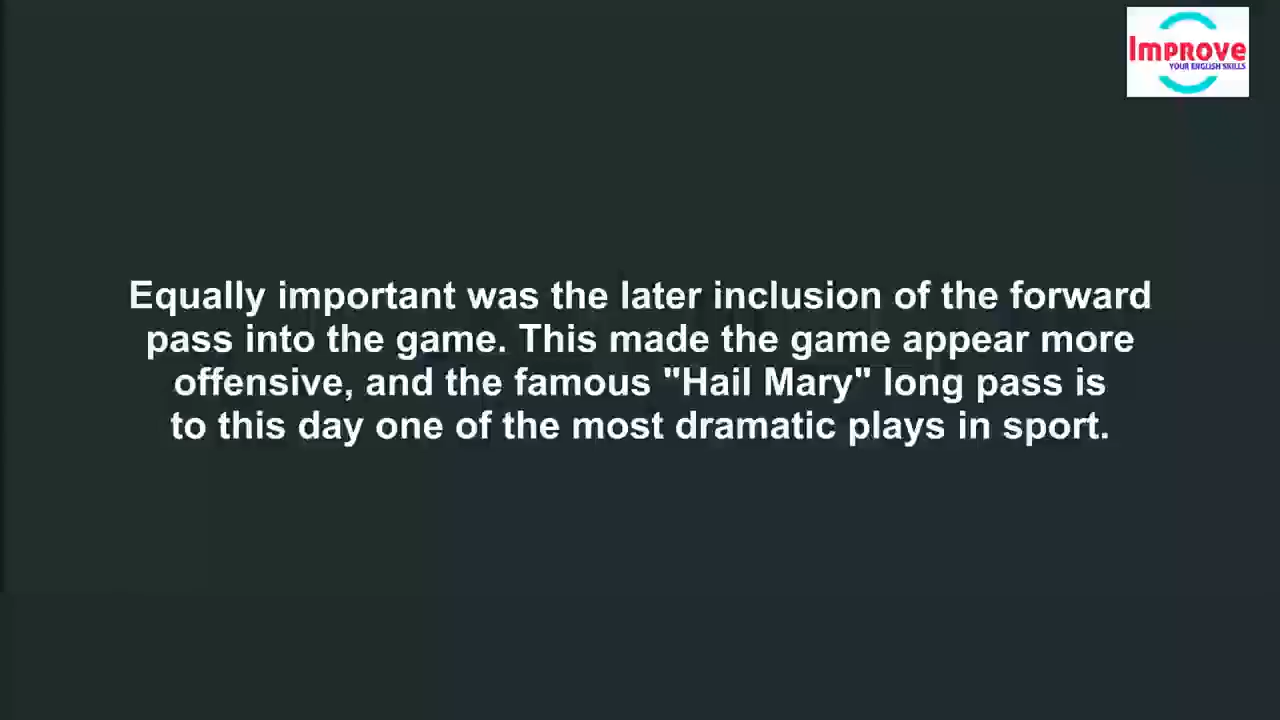 Improve
YOUR ENGLISH SKILLS
Equally important was the later inclusion of the forward
pass into the game. This made the game appear more
offensive, and the famous "Hail Mary" long pass is
to this day one of the most dramatic plays in sport.